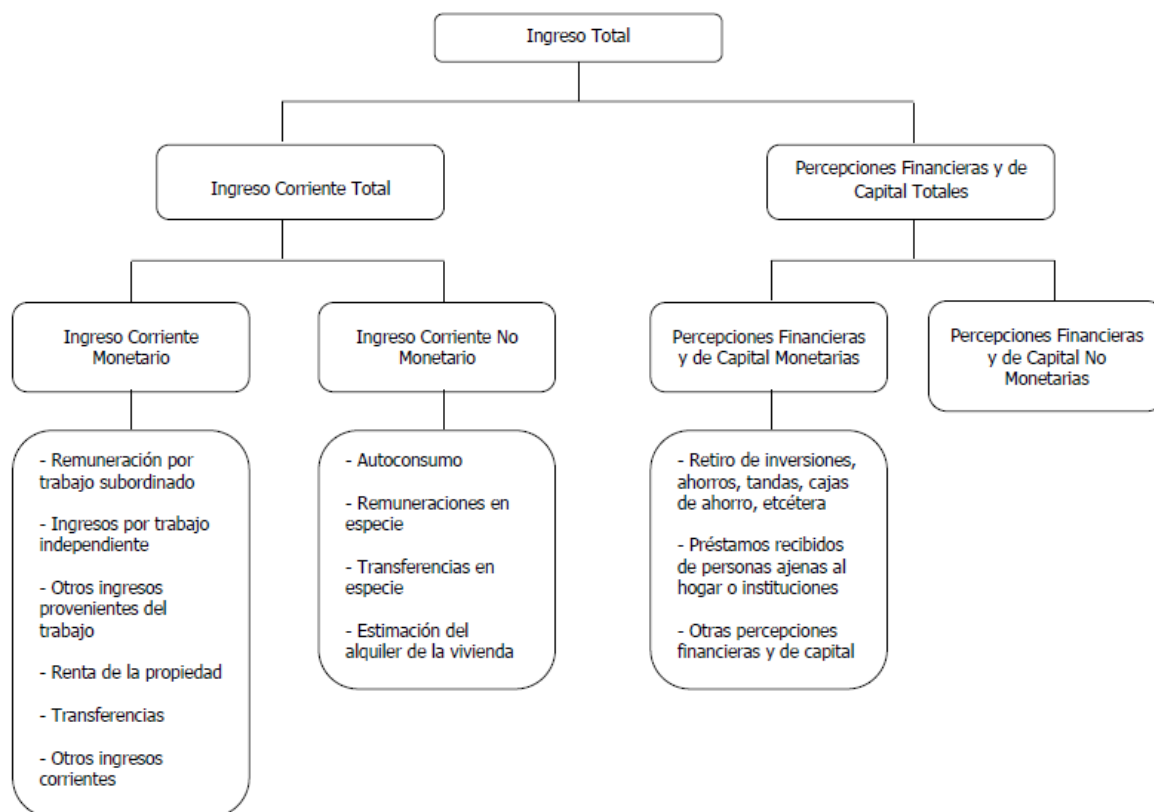 Ingreso Total
Ingreso Corriente Total
Percepciones Financieras y de
Capital Totales
Ingreso Corriente
Monetario
Ingreso Corriente No
Monetario
Percepciones Financieras
y de Capital Monetarias
Percepciones Financieras
y de Capital No
Monetarias
- Remuneración por
trabajo subordinado
- Ingresos por trabajo
independiente
- Otros ingresos
provenientes del
trabajo
- Renta de la propiedad
- Transferencias
- Otros ingresos
corrientes
- Autoconsumo
- Remuneraciones en
especie
- Transferencias en
especie
- Estimación del
alquiler de la vivienda
- Retiro de inversiones,
ahorros, tandas, cajas
de ahorro, etcétera
- Préstamos recibidos
de personas ajenas al
hogar o instituciones
- Otras percepciones
financieras y de capital